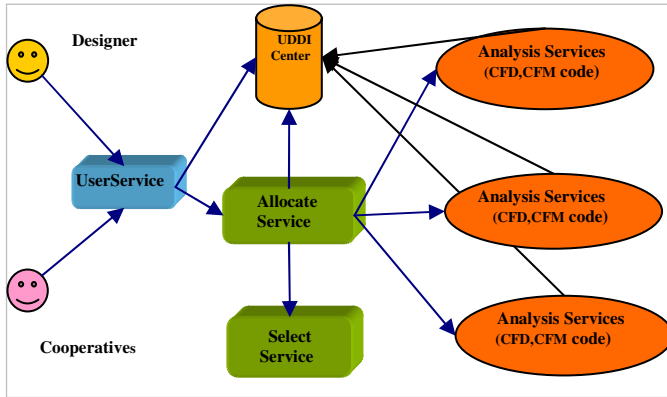 Designer
UDDI
Center
Analysis Services
(CFD,CFM code)
UserService
Allocate
Service
Analysis Services
(CFD,CFM code)
Select
Service
Analysis Services
(CFD,CFM code)
Cooperatives